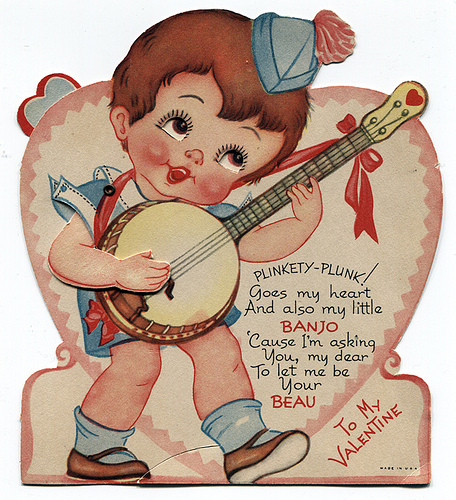 PLINKETY-PLUNK!
Goes my heart
And also my little
BANJO
'Cause I'm asking
You, my dear
To let me be
Your
BEAU
To My
VALENTINE
MADE IN U.S.A.